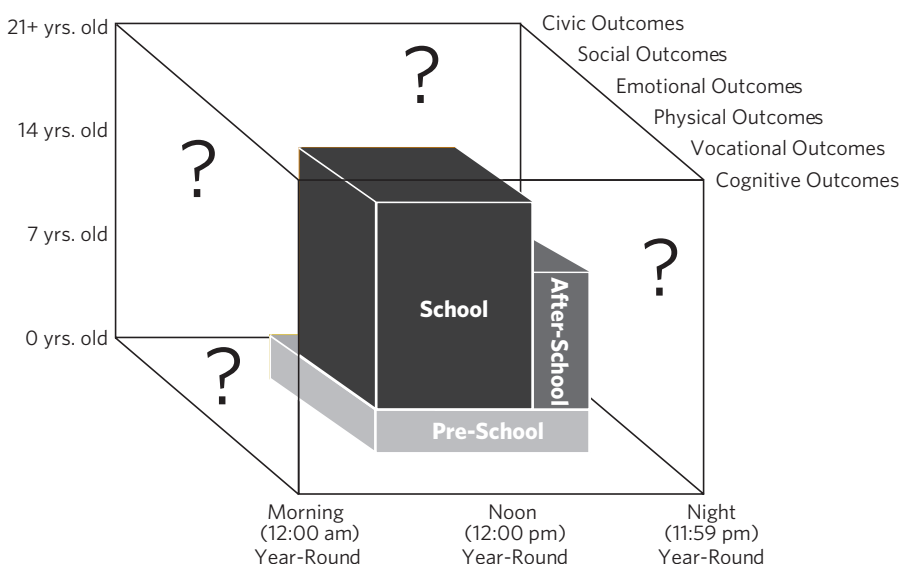 21+ yrs. old
14 yrs. old
7 yrs. old
0 yrs. old
Civic Outcomes
Social Outcomes
Emotional Outcomes
Physical Outcomes
Vocational Outcomes
Cognitive Outcomes
?
?
?
?
School
After-School
Pre-School
Morning
(12:00 am)
Year-Round
Noon
(12:00 pm)
Year-Round
Night
(11:59 pm)
Year-Round